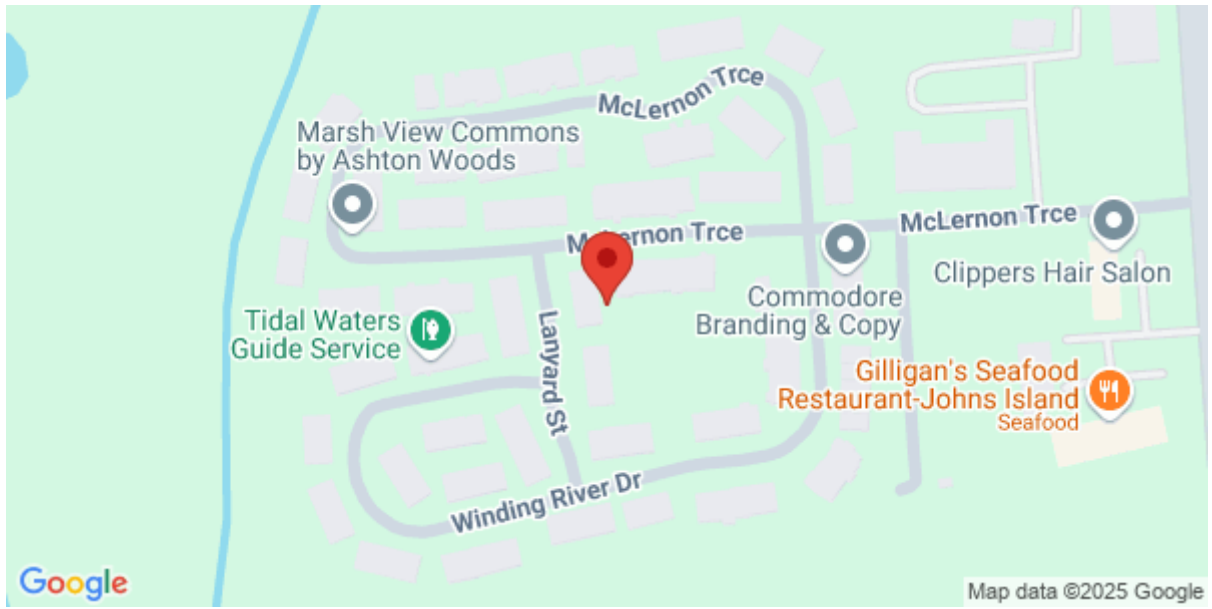 McLernon Trce
Marsh View Commons
by Ashton Woods
McLernon Trce
McLernon Trce
Clippers Hair Salon
Commodore
Branding & Copy
Tidal Waters
Guide Service
Lanyard St
Gilligan's Seafood
Restaurant-Johns Island
Seafood
Winding River Dr
Google
Map data ©2025 Google